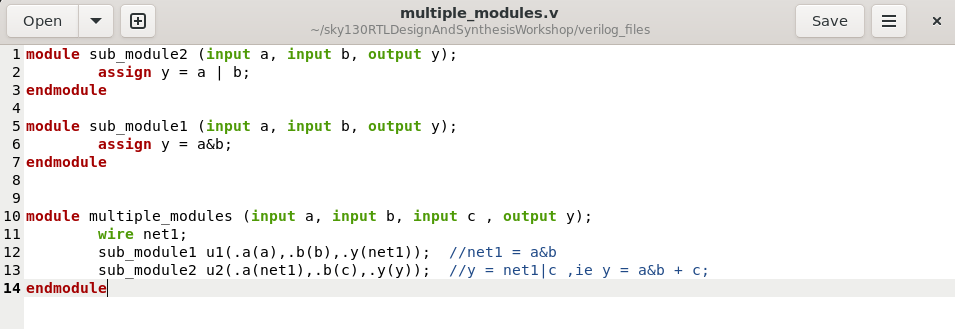 Open
multiple_modules.v
~/sky130RTLDesignAndSynthesisWorkshop/verilog_files
Save
1 module sub_module2 (input a, input b, output y);
2         assign y = a | b;
3 endmodule
4
5 module sub_module1 (input a, input b, output y);
6         assign y = a&b;
7 endmodule
8
9
10 module multiple_modules (input a, input b, input c , output y);
11         wire net1;
12         sub_module1 u1(.a(a),.b(b),.y(net1));  //net1 = a&b
13         sub_module2 u2(.a(net1),.b(c),.y(y));  //y = net1|c ,ie y = a&b + c;
14 endmodule